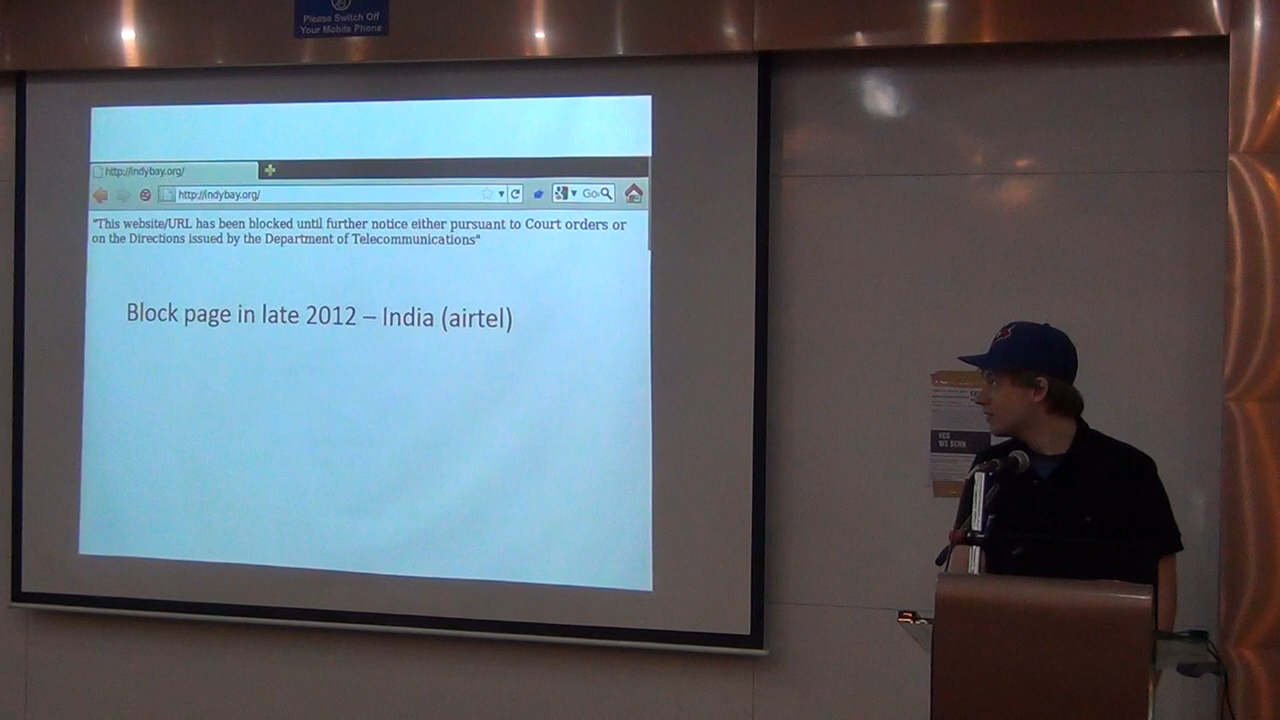 Please Switch Off
Your Mobile Phone
http://indybay.org/
http://indybay.org/
"This website/URL has been blocked until further notice either pursuant to Court orders or
on the Directions issued by the Department of Telecommunications"
Block page in late 2012 – India (airtel)
YES